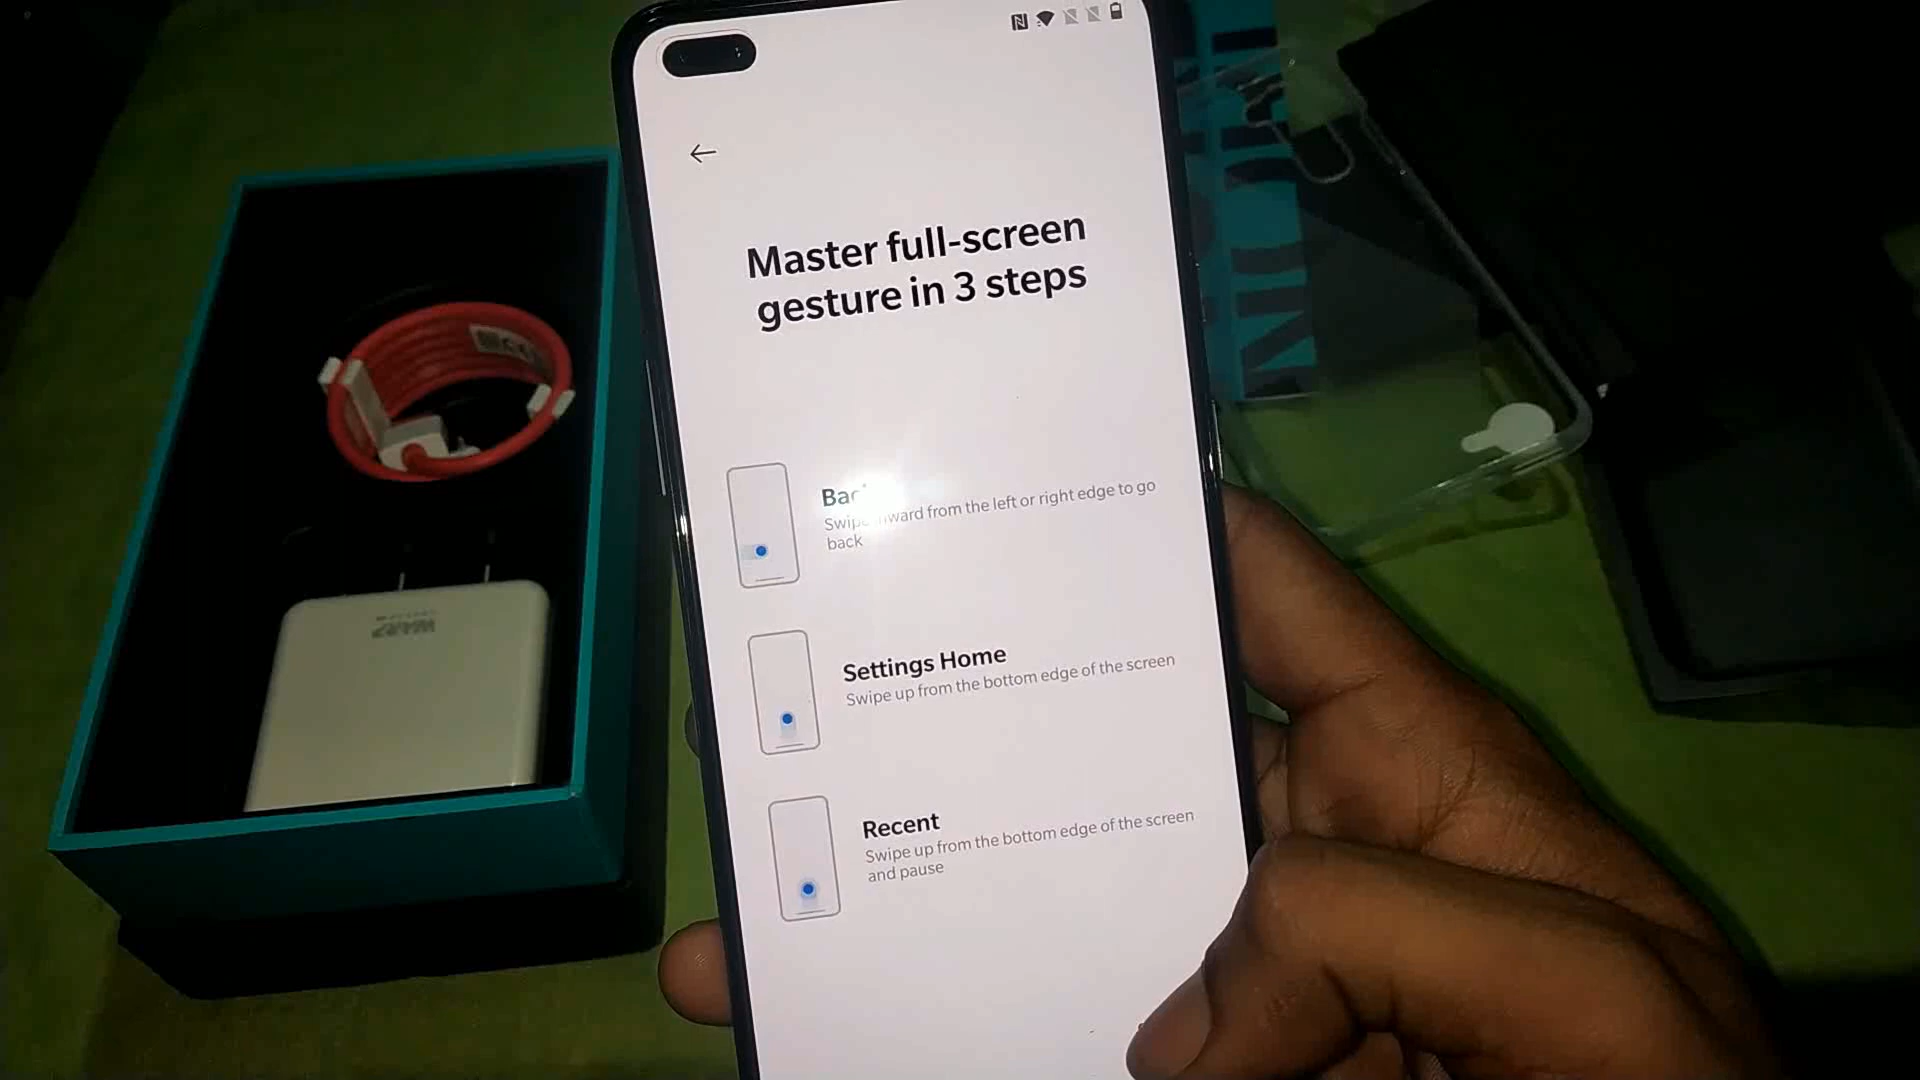 Master full-screen
gesture in 3 steps
from the left or right edge to go
back
Settings Home
Swipe up from the bottom edge of the screen
Recent
Swipe up from the bottom edge of the screen
and pause
WARP